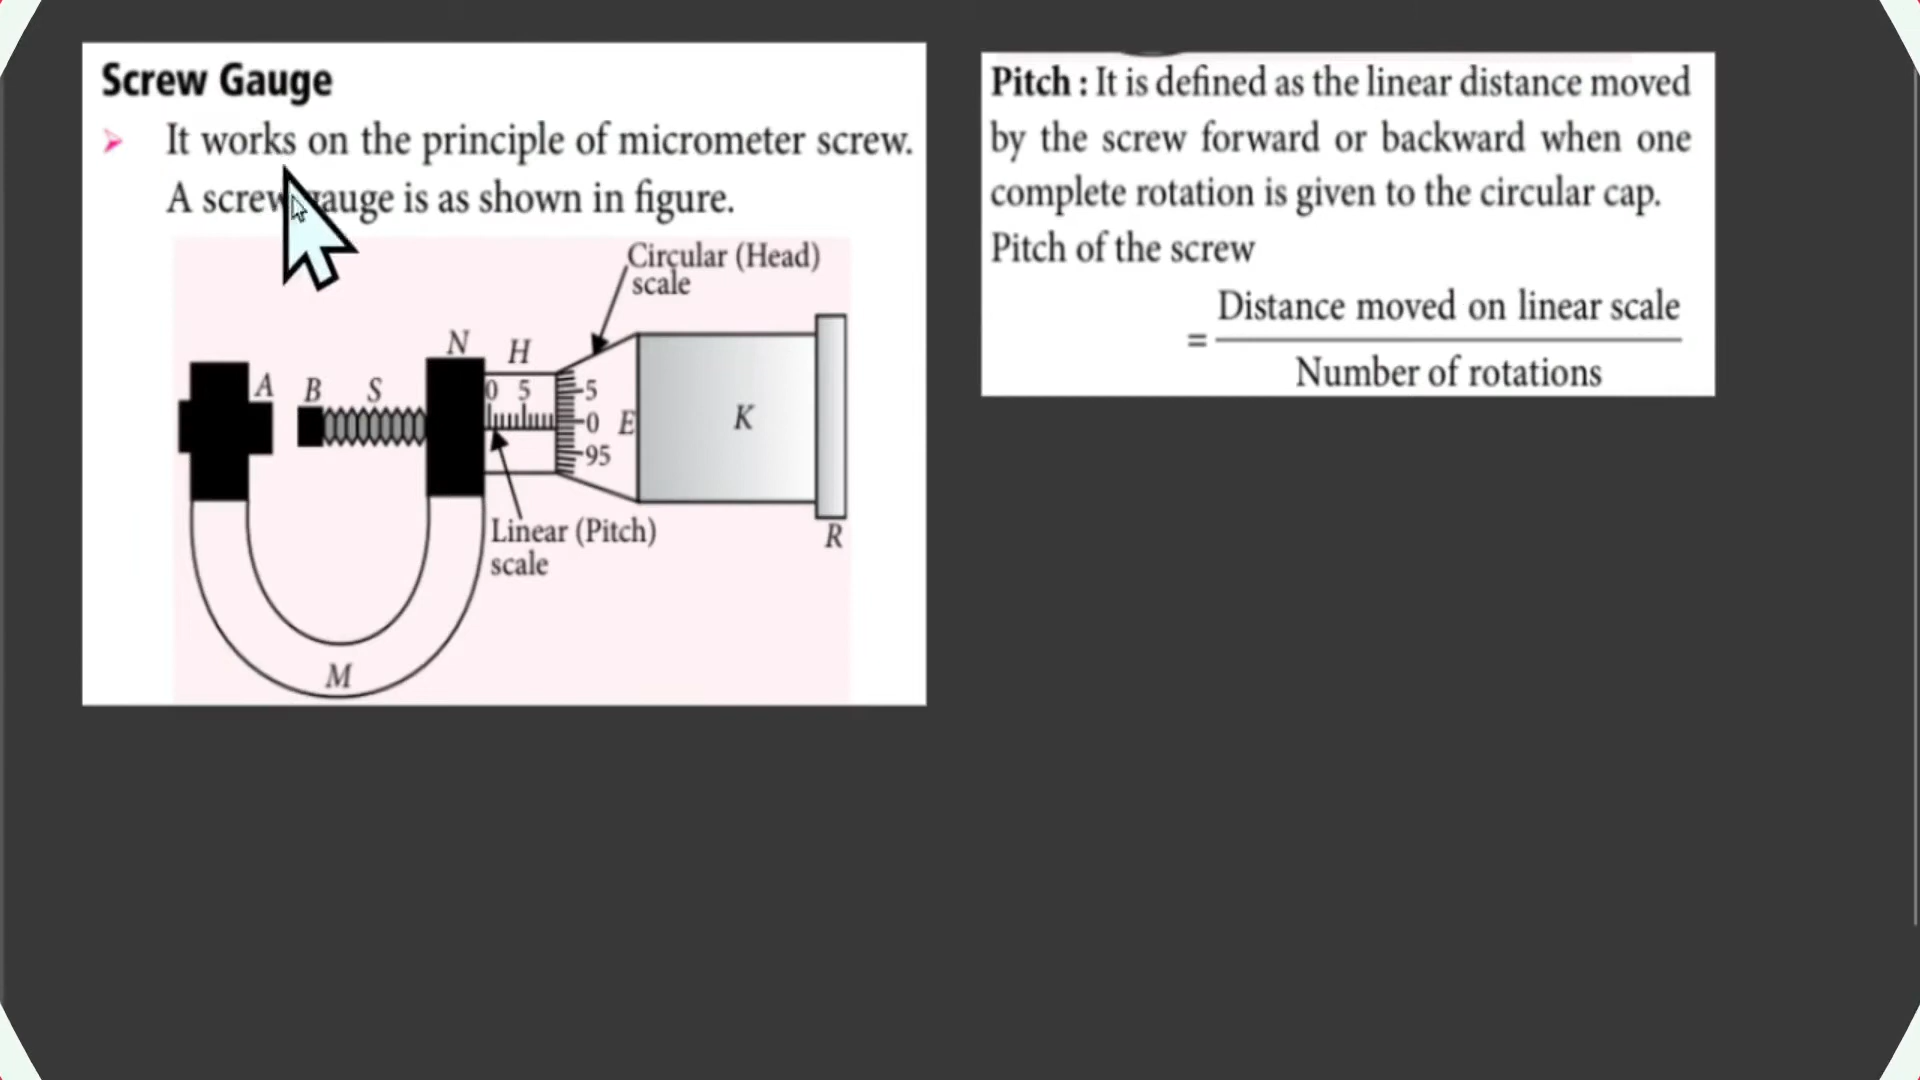 Screw Gauge
It works on the principle of micrometer screw.
A screw gauge is as shown in figure.
Circular (Head)
scale
N
H
A
B
S
0 5
5
0
E
95
K
Linear (Pitch)
scale
R
M
Pitch : It is defined as the linear distance moved
by the screw forward or backward when one
complete rotation is given to the circular cap.
Pitch of the screw
= Distance moved on linear scale
Number of rotations